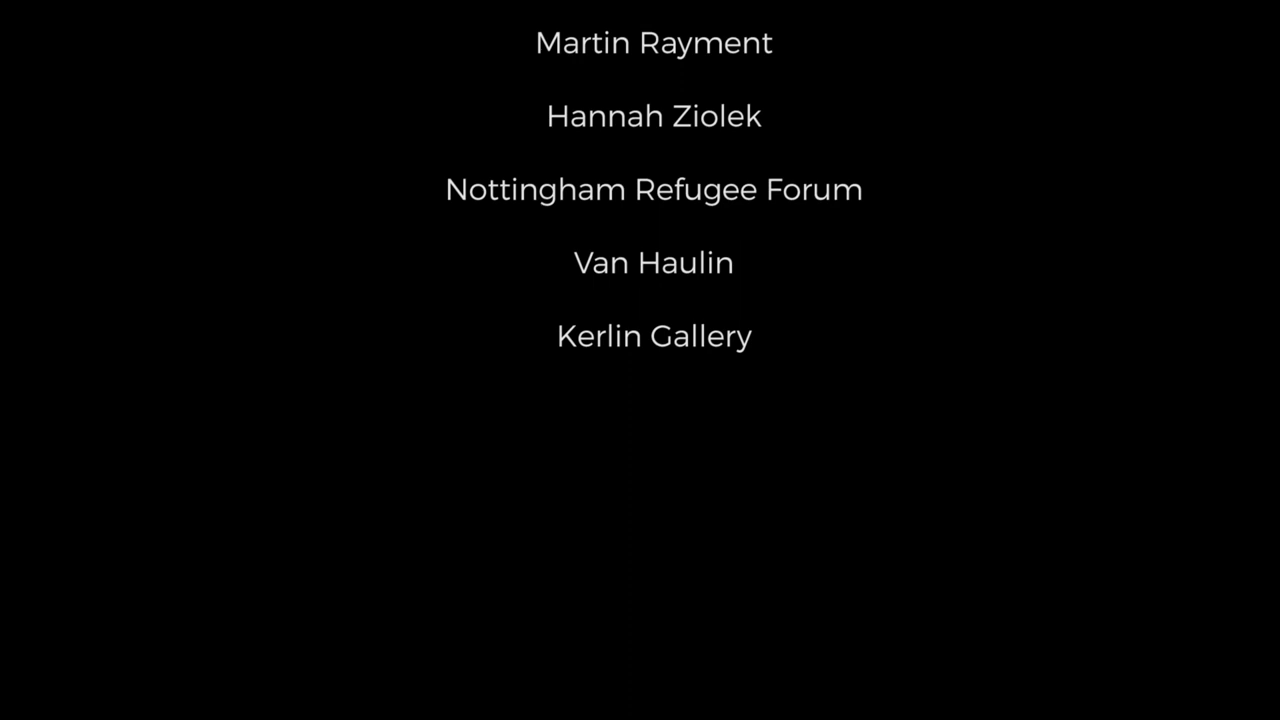 Martin Rayment
Hannah Ziolek
Nottingham Refugee Forum
Van Haulin
Kerlin Gallery